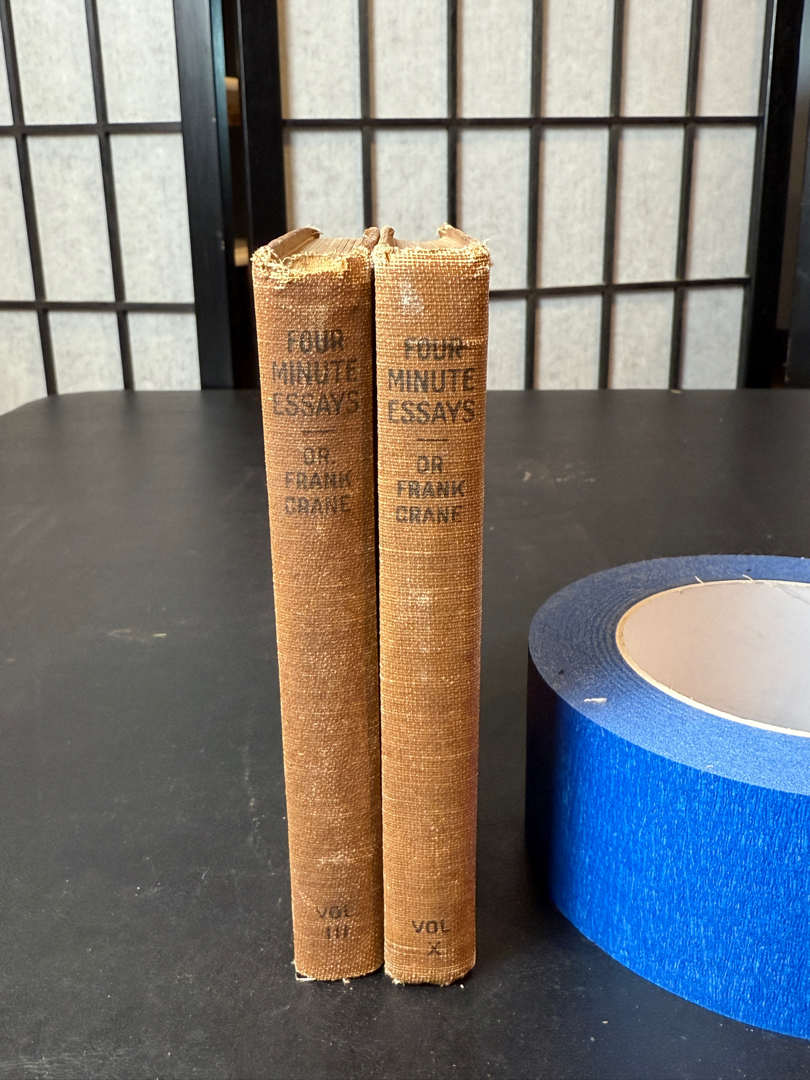 FOUR
MINUTE
ESSAYS
DR.
FRANK
CRANE
VOL
III
FOUR
MINUTE
ESSAYS
DR.
FRANK
CRANE
VOL
X